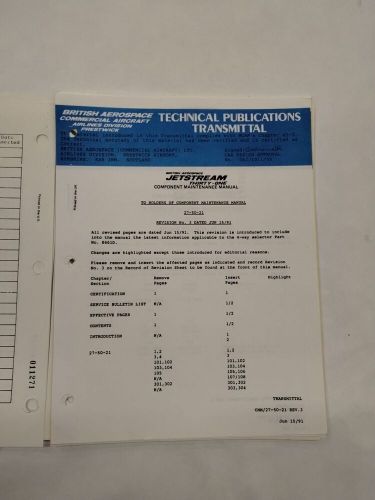 BRITISH AEROSPACE
COMMERCIAL AIRCRAFT
AIRLINES DIVISION
PRESTWICK
TECHNICAL PUBLICATIONS
TRANSMITTAL
BRITISH AEROSPACE
JETSTREAM
THIRTY-ONE
COMPONENT MAINTENANCE MANUAL
TO HOLDERS OF COMPONENT MAINTENANCE MANUAL
27-50-21
REVISION No. 3 DATED JUN 15/91
All revised pages are dated Jun 15/91. This revision is introduced to include
into the manual the latest information applicable to the 4-way selector Part
No.
Changes are highlighted except those introduced for editorial reasons.
Please remove and insert the affected pages as indicated and record Revision
No. 3 on the Record of Revision Sheet to be found at the front of this manual.
Chapter/ Remove Insert Highlight
Section Pages Pages
CERTIFICATION 1 1
SERVICE BULLETIN LIST N/A 1/2
EFFECTIVE PAGES 1 1/2
CONTENTS 1 1/2
INTRODUCTION N/A 1
2
27-50-21 1,2 1,2
3,4 3
101,102 101,102
103,104 103,104
105 105,106
N/A 107/108
301,302 301,302
N/A 303,304
TRANSMITTAL
CMM/27-50-21 REV.3
Jun 15/91
Date
011271